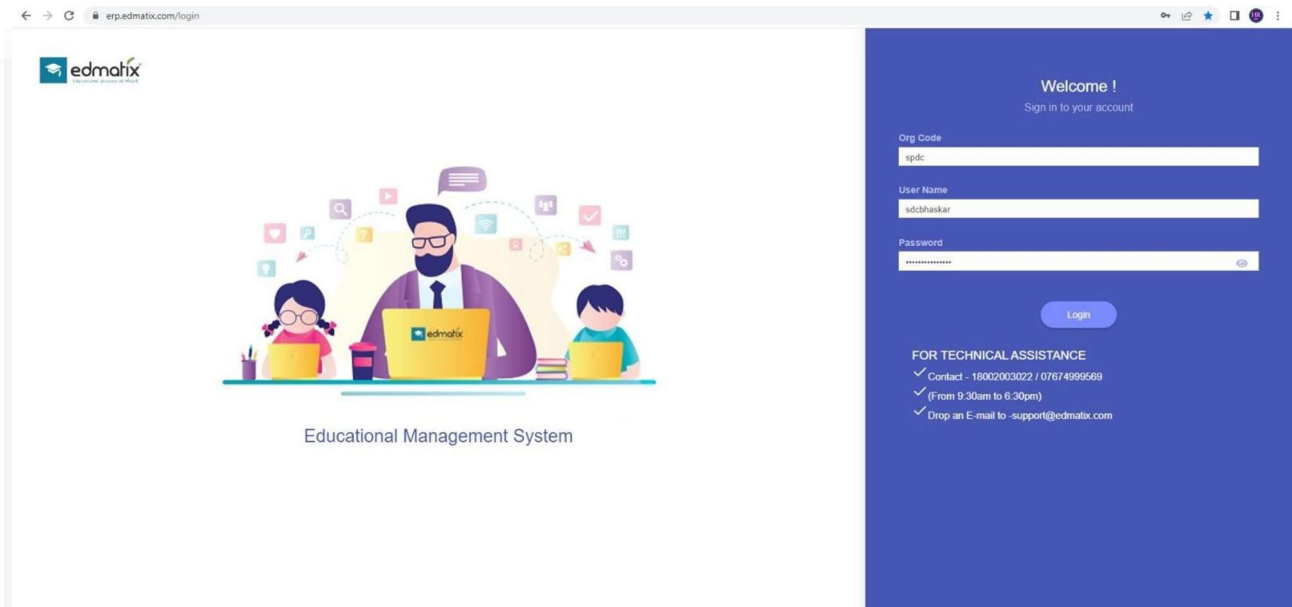 erp.edmatix.com/login
edmatix
Welcome !
Sign in to your account
Org Code
spdc
User Name
sdcbhaskar
Password
•••••••••••••••
Login
FOR TECHNICAL ASSISTANCE
Contact - 18002003022 / 07674999569
(From 9:30am to 6:30pm)
Drop an E-mail to -support@edmatix.com
edmatix
Educational Management System